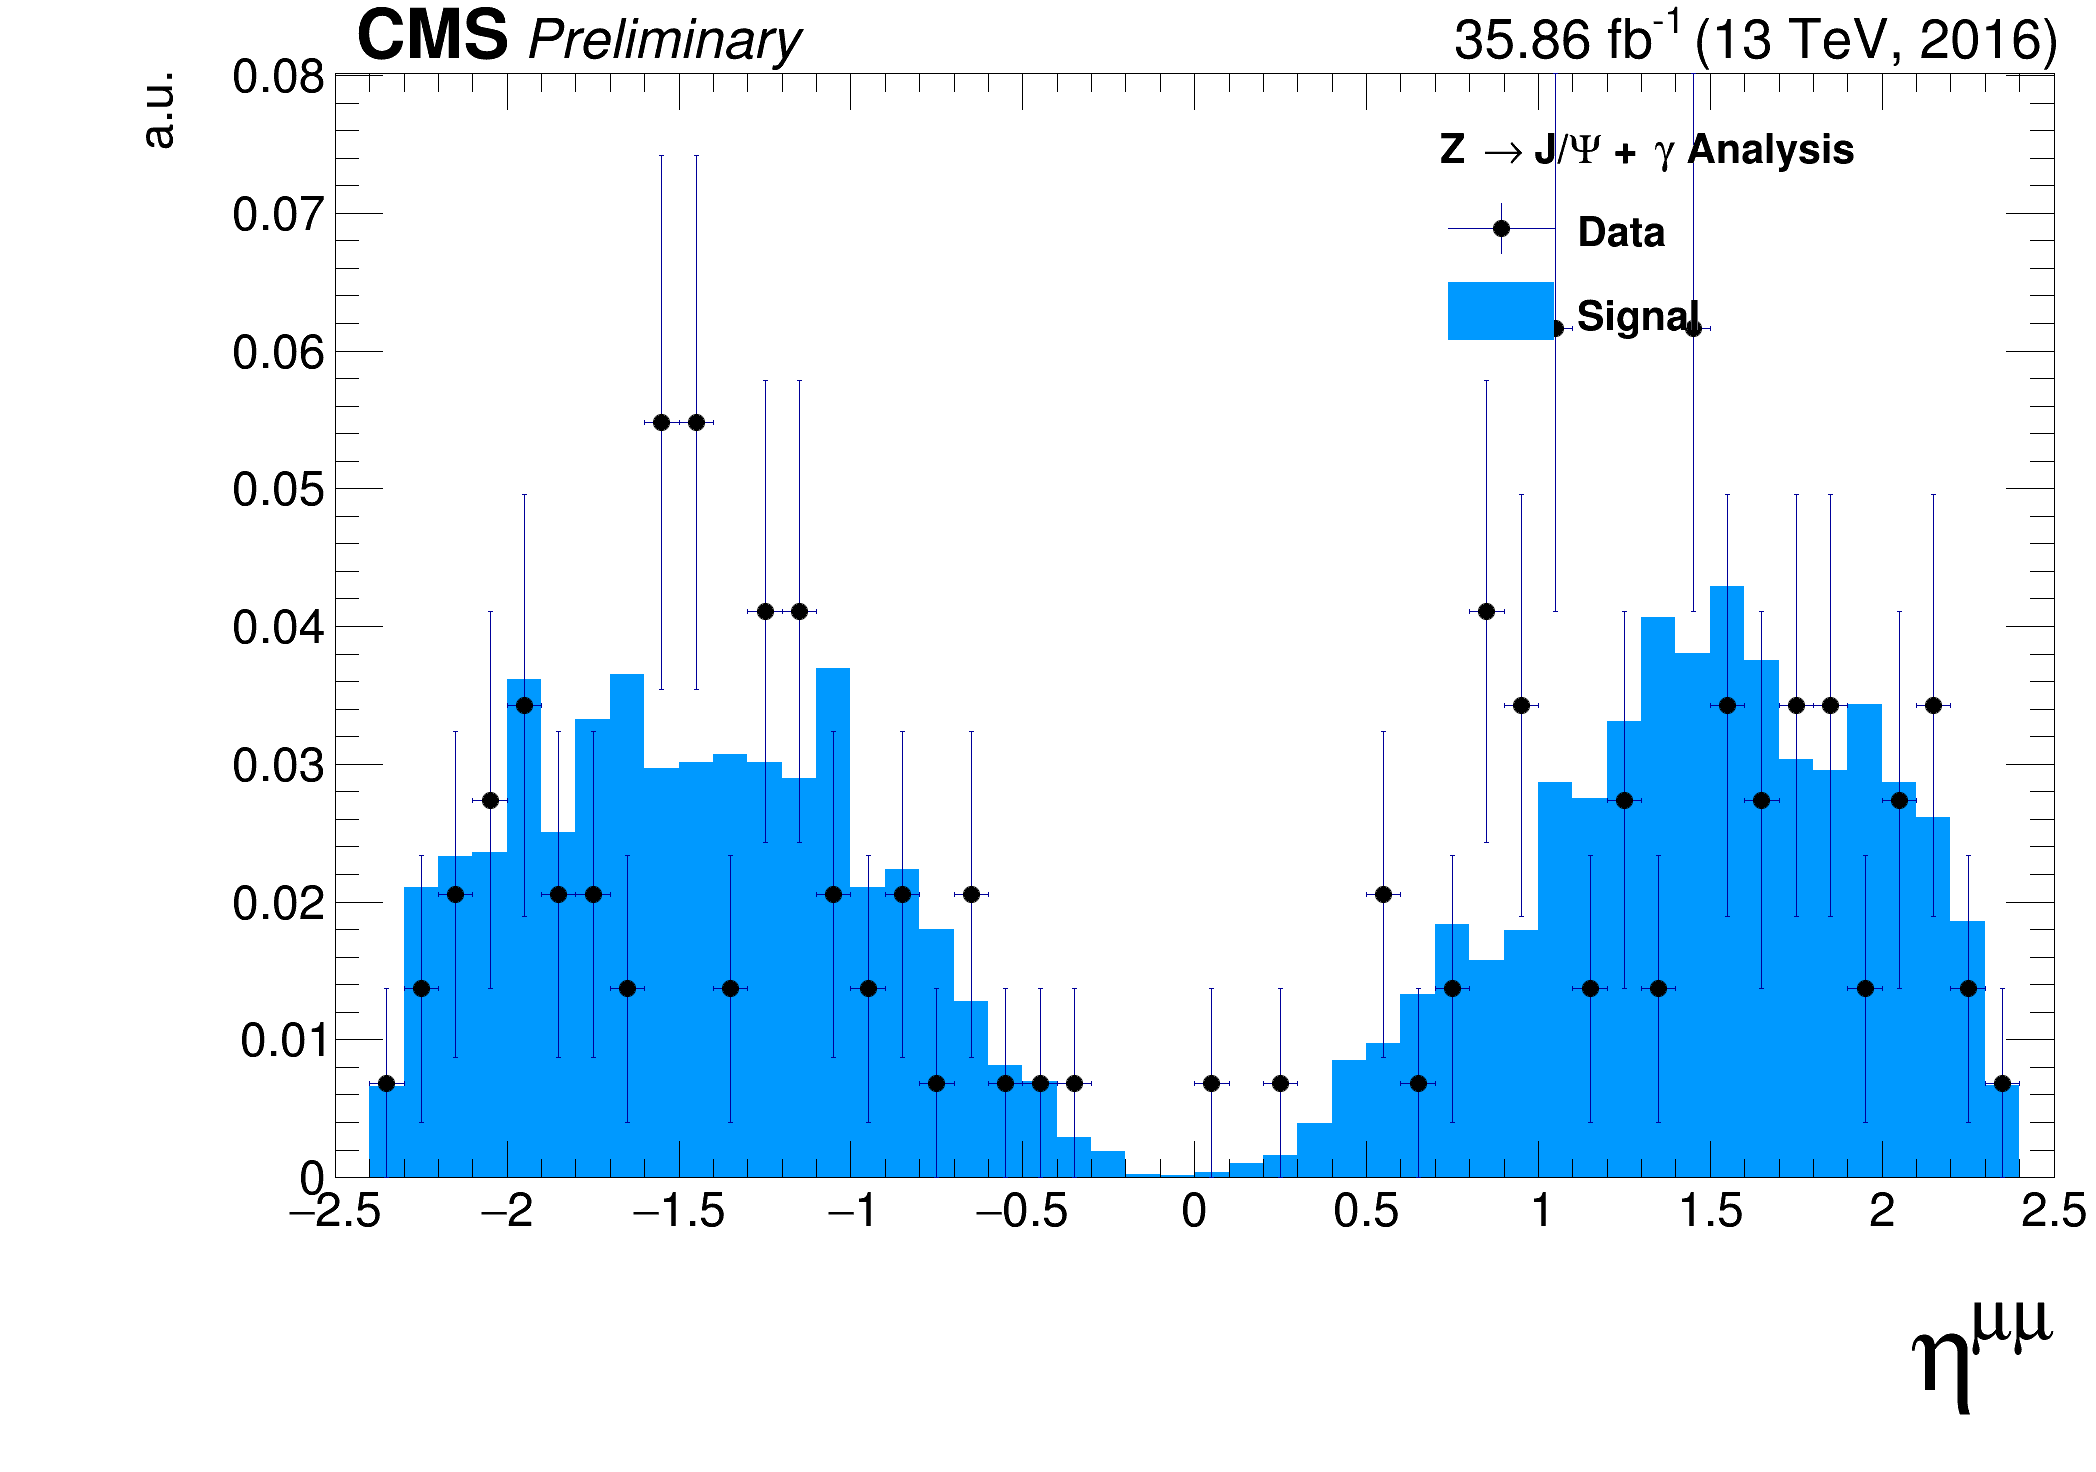 CMS Preliminary 35.86 fb⁻¹ (13 TeV, 2016)
a.u.
0.08
0.07
0.06
0.05
0.04
0.03
0.02
0.01
0
Z → J/Ψ + γ Analysis
Data
Signal
−2.5 −2 −1.5 −1 −0.5 0 0.5 1 1.5 2 2.5
η^μμ